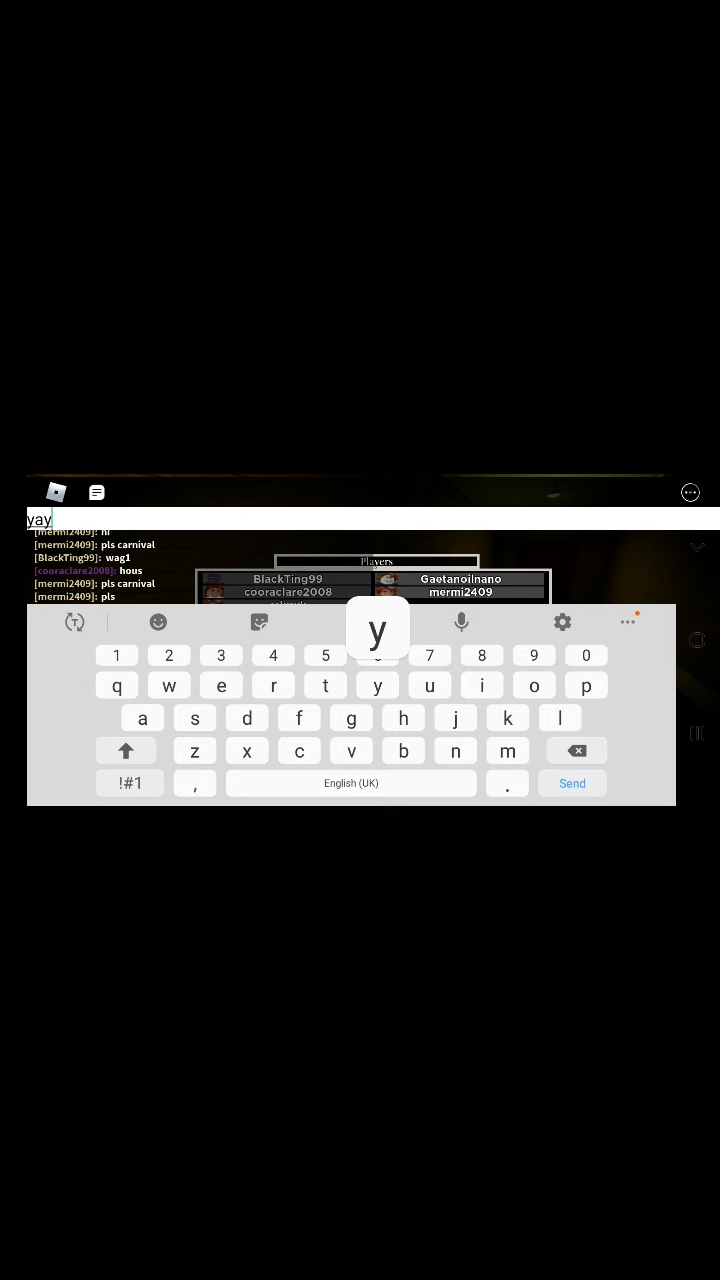 yay
[mermi2409]: hi
[mermi2409]: pls carnival
[BlackTing99]: wag1
[cooraclare2008]: hous
[mermi2409]: pls carnival
[mermi2409]: pls
Players
BlackTing99 Gaetanoilnano
cooraclare2008 mermi2409
y
1 2 3 4 5 7 8 9 0
q w e r t y u i o p
a s d f g h j k l
z x c v b n m
!#1 , English (UK) . Send